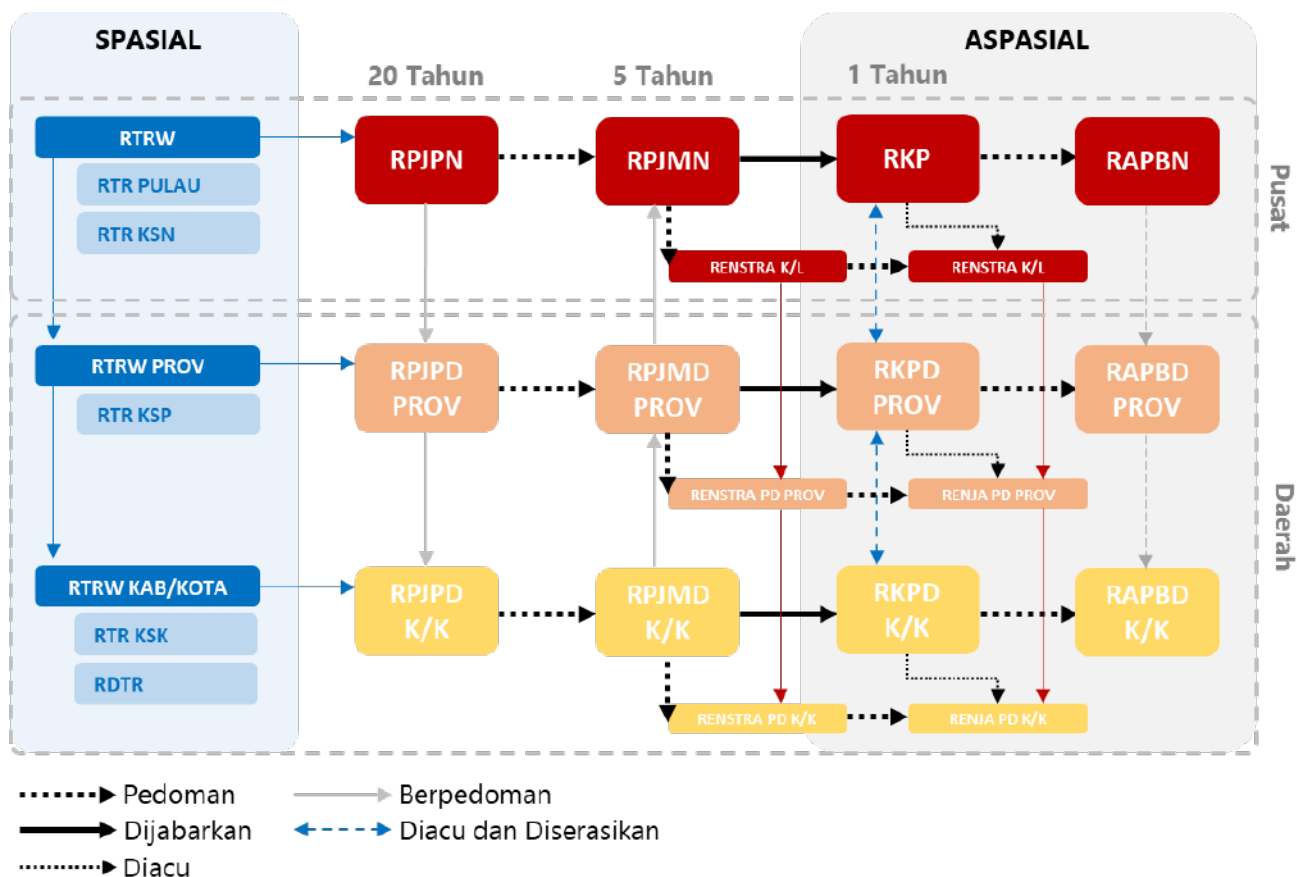 SPASIAL
ASPASIAL
20 Tahun
5 Tahun
1 Tahun
RTRW
RTR PULAU
RTR KSN
RPJPN
RPJMN
RKP
RAPBN
RENSTRA K/L
RENSTRA K/L
Pusat
RTRW PROV
RTR KSP
RPJPD
PROV
RPJMD
PROV
RKPD
PROV
RAPBD
PROV
RENSTRA PD PROV
RENJA PD PROV
Daerah
RTRW KAB/KOTA
RTR KSK
RDTR
RPJPD
K/K
RPJMD
K/K
RKPD
K/K
RAPBD
K/K
RENSTRA PD K/K
RENJA PD K/K
Pedoman
Berpedoman
Dijabarkan
Diacu dan Diserasikan
Diacu